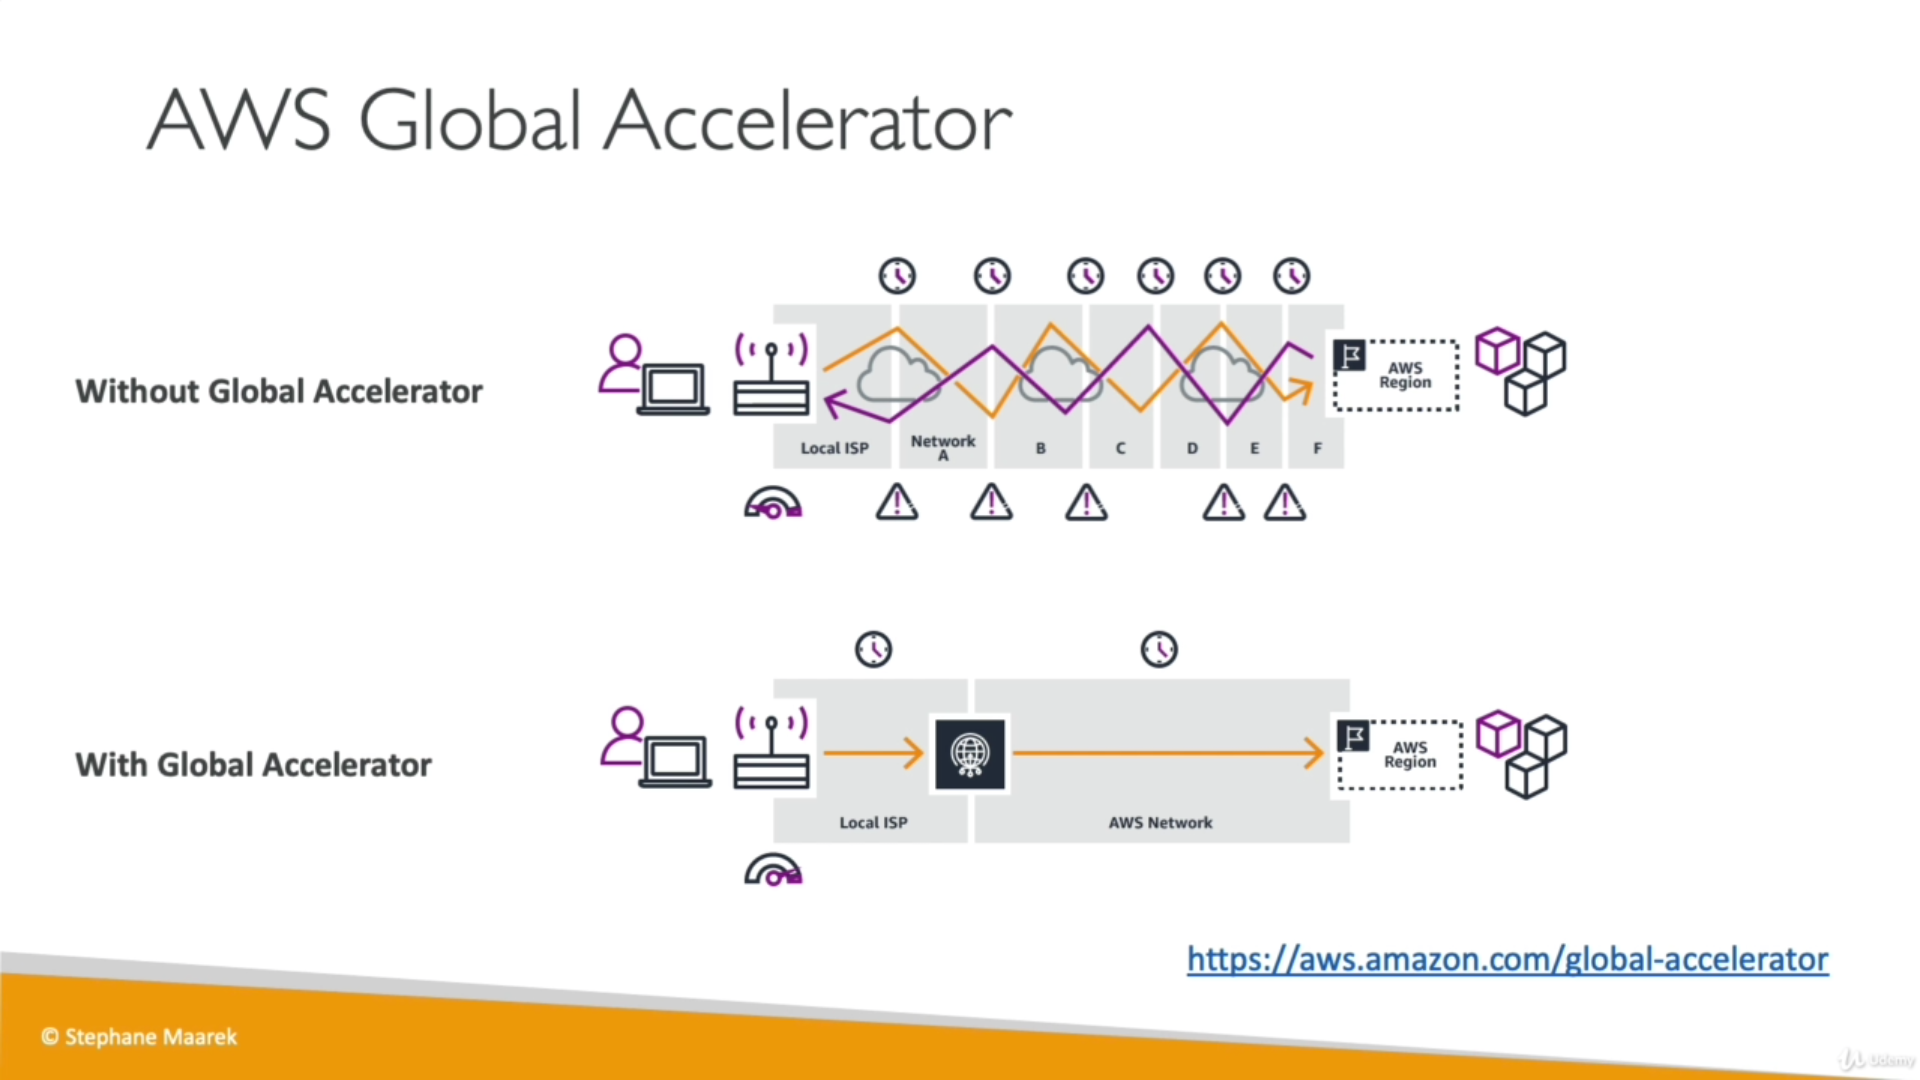 AWS Global Accelerator
Without Global Accelerator
Local ISP
Network
A
B
C
D
E
F
AWS
Region
With Global Accelerator
Local ISP
AWS Network
AWS
Region
https://aws.amazon.com/global-accelerator
© Stephane Maarek
Udemy